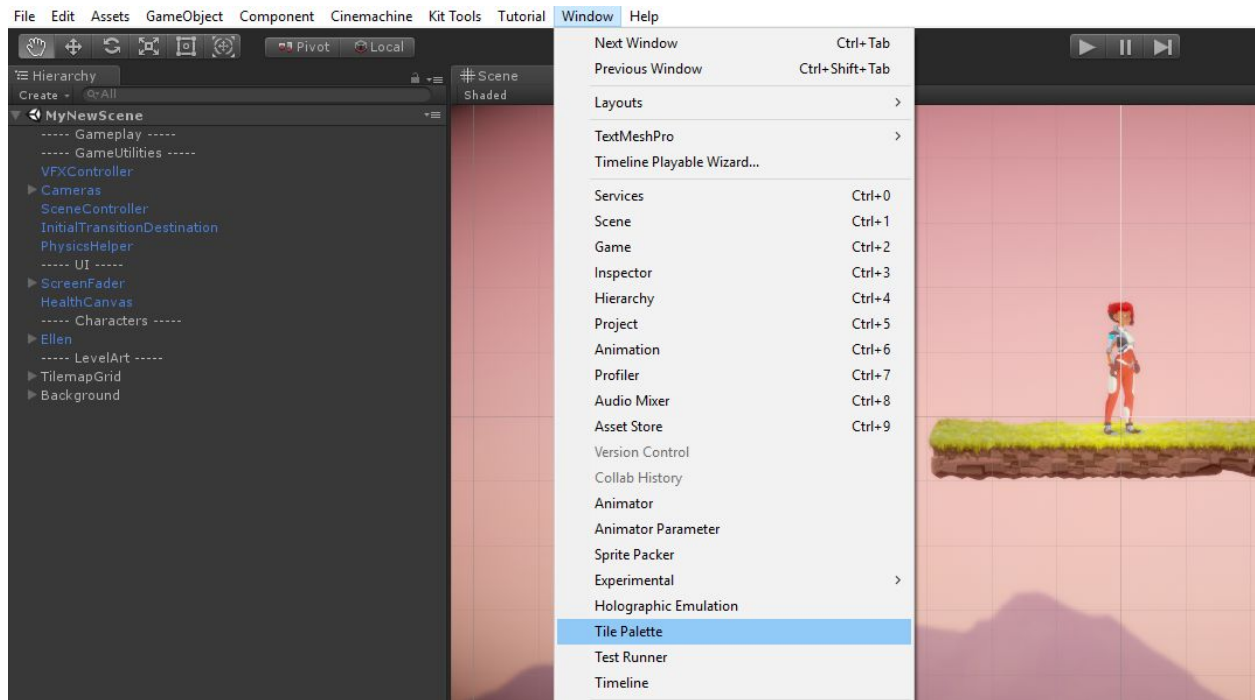 File Edit Assets GameObject Component Cinemachine Kit Tools Tutorial Window Help
Pivot Local
Hierarchy
Create All
MyNewScene
----- Gameplay -----
----- GameUtilities -----
VFXController
Cameras
SceneController
InitialTransitionDestination
PhysicsHelper
----- UI -----
ScreenFader
HealthCanvas
----- Characters -----
Ellen
----- LevelArt -----
TilemapGrid
Background
Scene
Shaded
Next Window Ctrl+Tab
Previous Window Ctrl+Shift+Tab
Layouts
TextMeshPro
Timeline Playable Wizard...
Services Ctrl+0
Scene Ctrl+1
Game Ctrl+2
Inspector Ctrl+3
Hierarchy Ctrl+4
Project Ctrl+5
Animation Ctrl+6
Profiler Ctrl+7
Audio Mixer Ctrl+8
Asset Store Ctrl+9
Version Control
Collab History
Animator
Animator Parameter
Sprite Packer
Experimental
Holographic Emulation
Tile Palette
Test Runner
Timeline